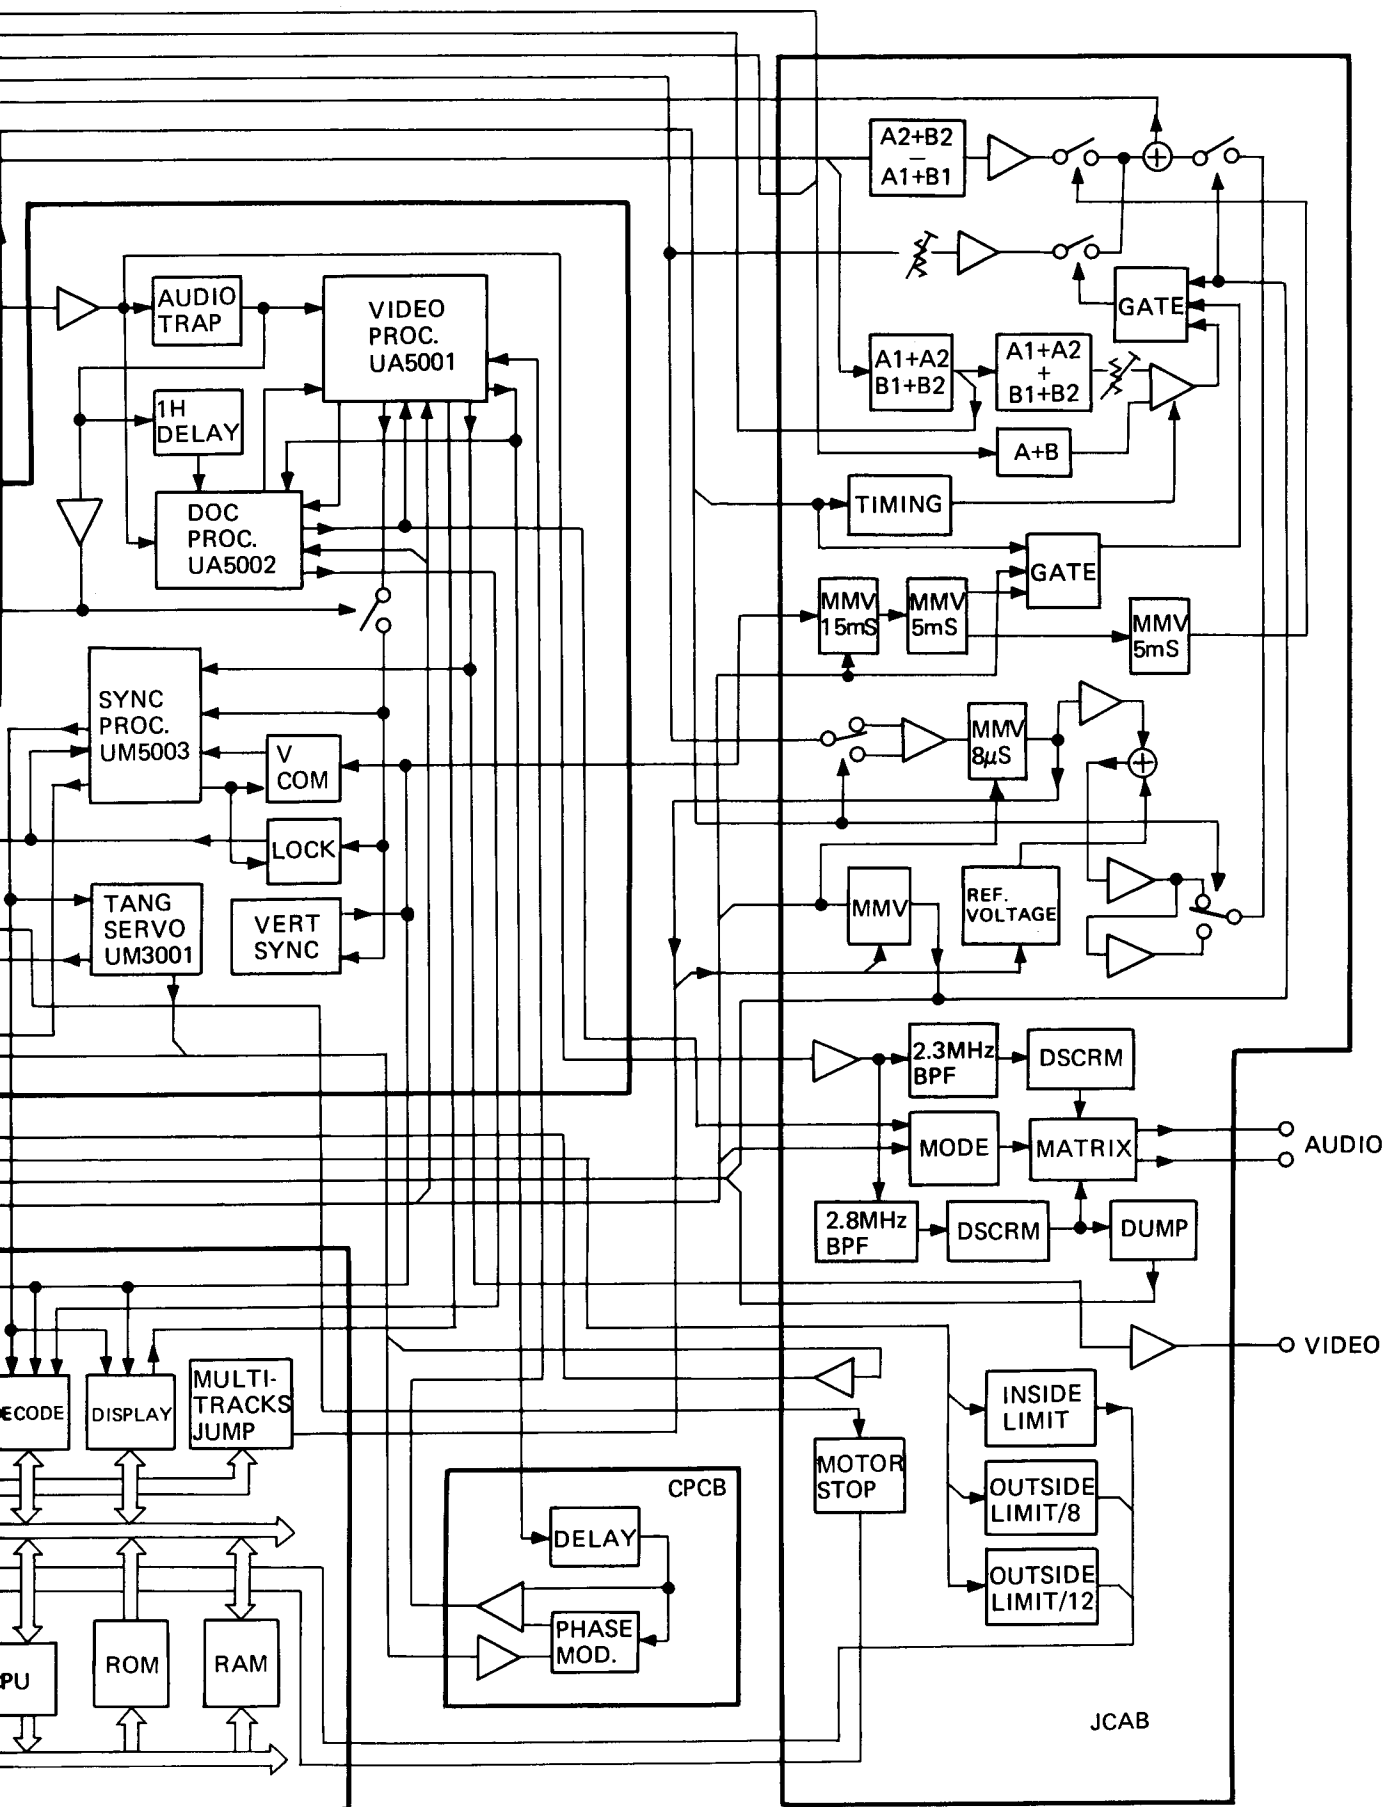 A2+B2
—
A1+B1
AUDIO
TRAP
VIDEO
PROC.
UA5001
GATE
A1+A2
B1+B2
A1+A2
+
B1+B2
1H
DELAY
A+B
TIMING
DOC
PROC.
UA5002
GATE
MMV
15mS
MMV
5mS
MMV
5mS
SYNC
PROC.
UM5003
V
COM
MMV
8µS
LOCK
TANG
SERVO
UM3001
VERT
SYNC
MMV
REF.
VOLTAGE
2.3MHz
BPF
DSCRM
MODE
MATRIX
AUDIO
2.8MHz
BPF
DSCRM
DUMP
VIDEO
ECODE
DISPLAY
MULTI-
TRACKS
JUMP
INSIDE
LIMIT
MOTOR
STOP
OUTSIDE
LIMIT/8
CPCB
DELAY
OUTSIDE
LIMIT/12
PHASE
MOD.
PU
ROM
RAM
JCAB